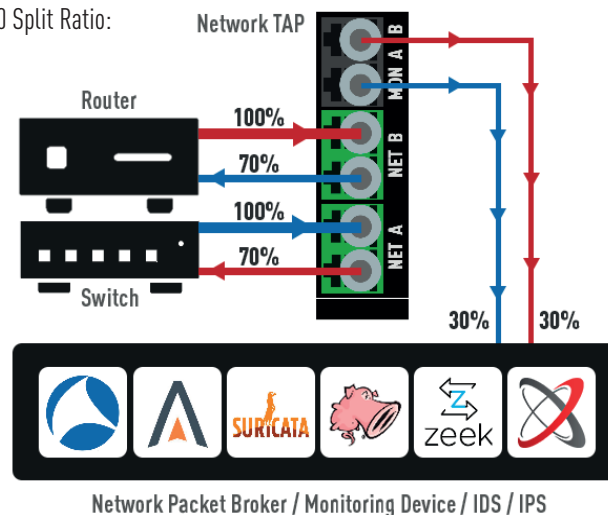 0 Split Ratio:
Network TAP
MON A B
Router
100%
70%
NET B
100%
70%
NET A
Switch
30% 30%
SURICATA
zeek
Network Packet Broker / Monitoring Device / IDS / IPS